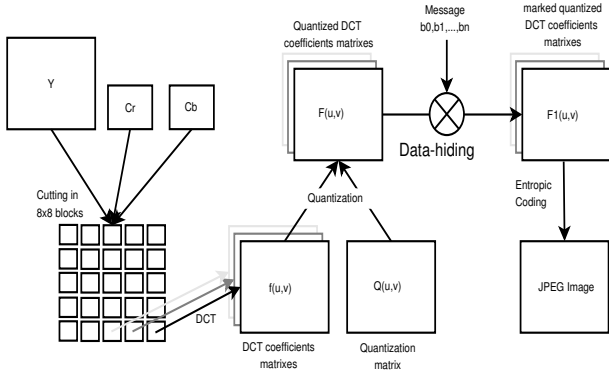 Message
b0,b1,...,bn
Quantized DCT
coefficients matrixes
marked quantized
DCT coefficients
matrixes
Y
Cr
Cb
F(u,v)
F1(u,v)
Data-hiding
Cutting in
8x8 blocks
Quantization
Entropic
Coding
f(u,v)
Q(u,v)
JPEG Image
DCT
DCT coefficients
matrixes
Quantization
matrix